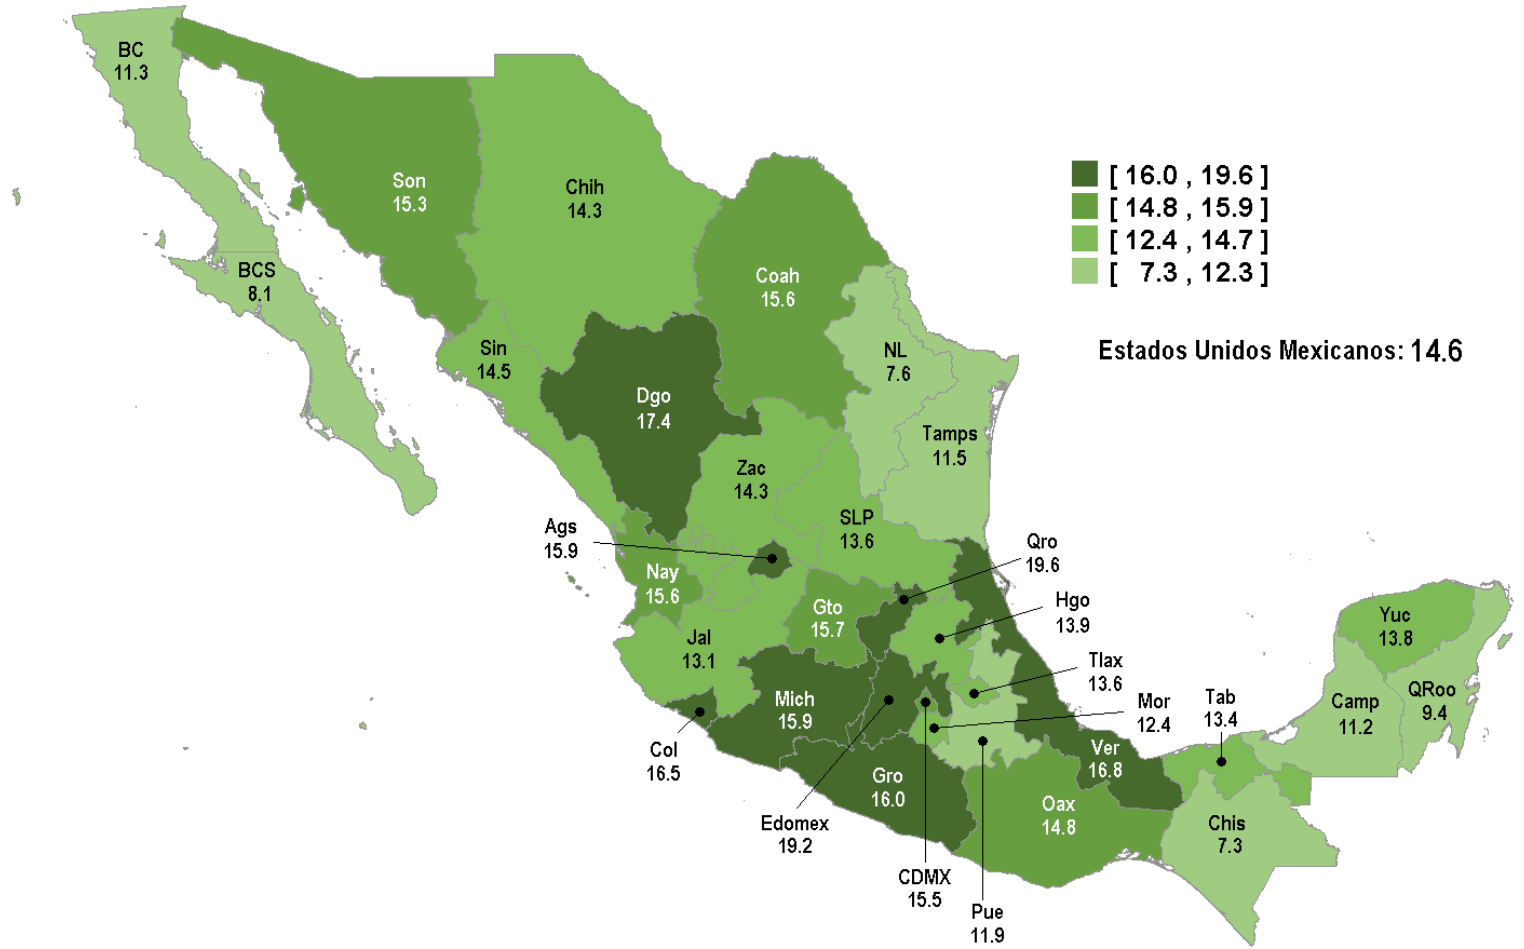 BC
11.3
Son
15.3
Chih
14.3
[ 16.0 , 19.6 ]
[ 14.8 , 15.9 ]
[ 12.4 , 14.7 ]
[ 7.3 , 12.3 ]
BCS
8.1
Coah
15.6
Estados Unidos Mexicanos: 14.6
Sin
14.5
NL
7.6
Dgo
17.4
Tamps
11.5
Zac
14.3
SLP
13.6
Ags
15.9
Qro
19.6
Nay
15.6
Gto
15.7
Hgo
13.9
Yuc
13.8
Jal
13.1
Tlax
13.6
Mich
15.9
Mor
12.4
Tab
13.4
Camp
11.2
QRoo
9.4
Col
16.5
Ver
16.8
Gro
16.0
Oax
14.8
Edomex
19.2
Chis
7.3
CDMX
15.5
Pue
11.9